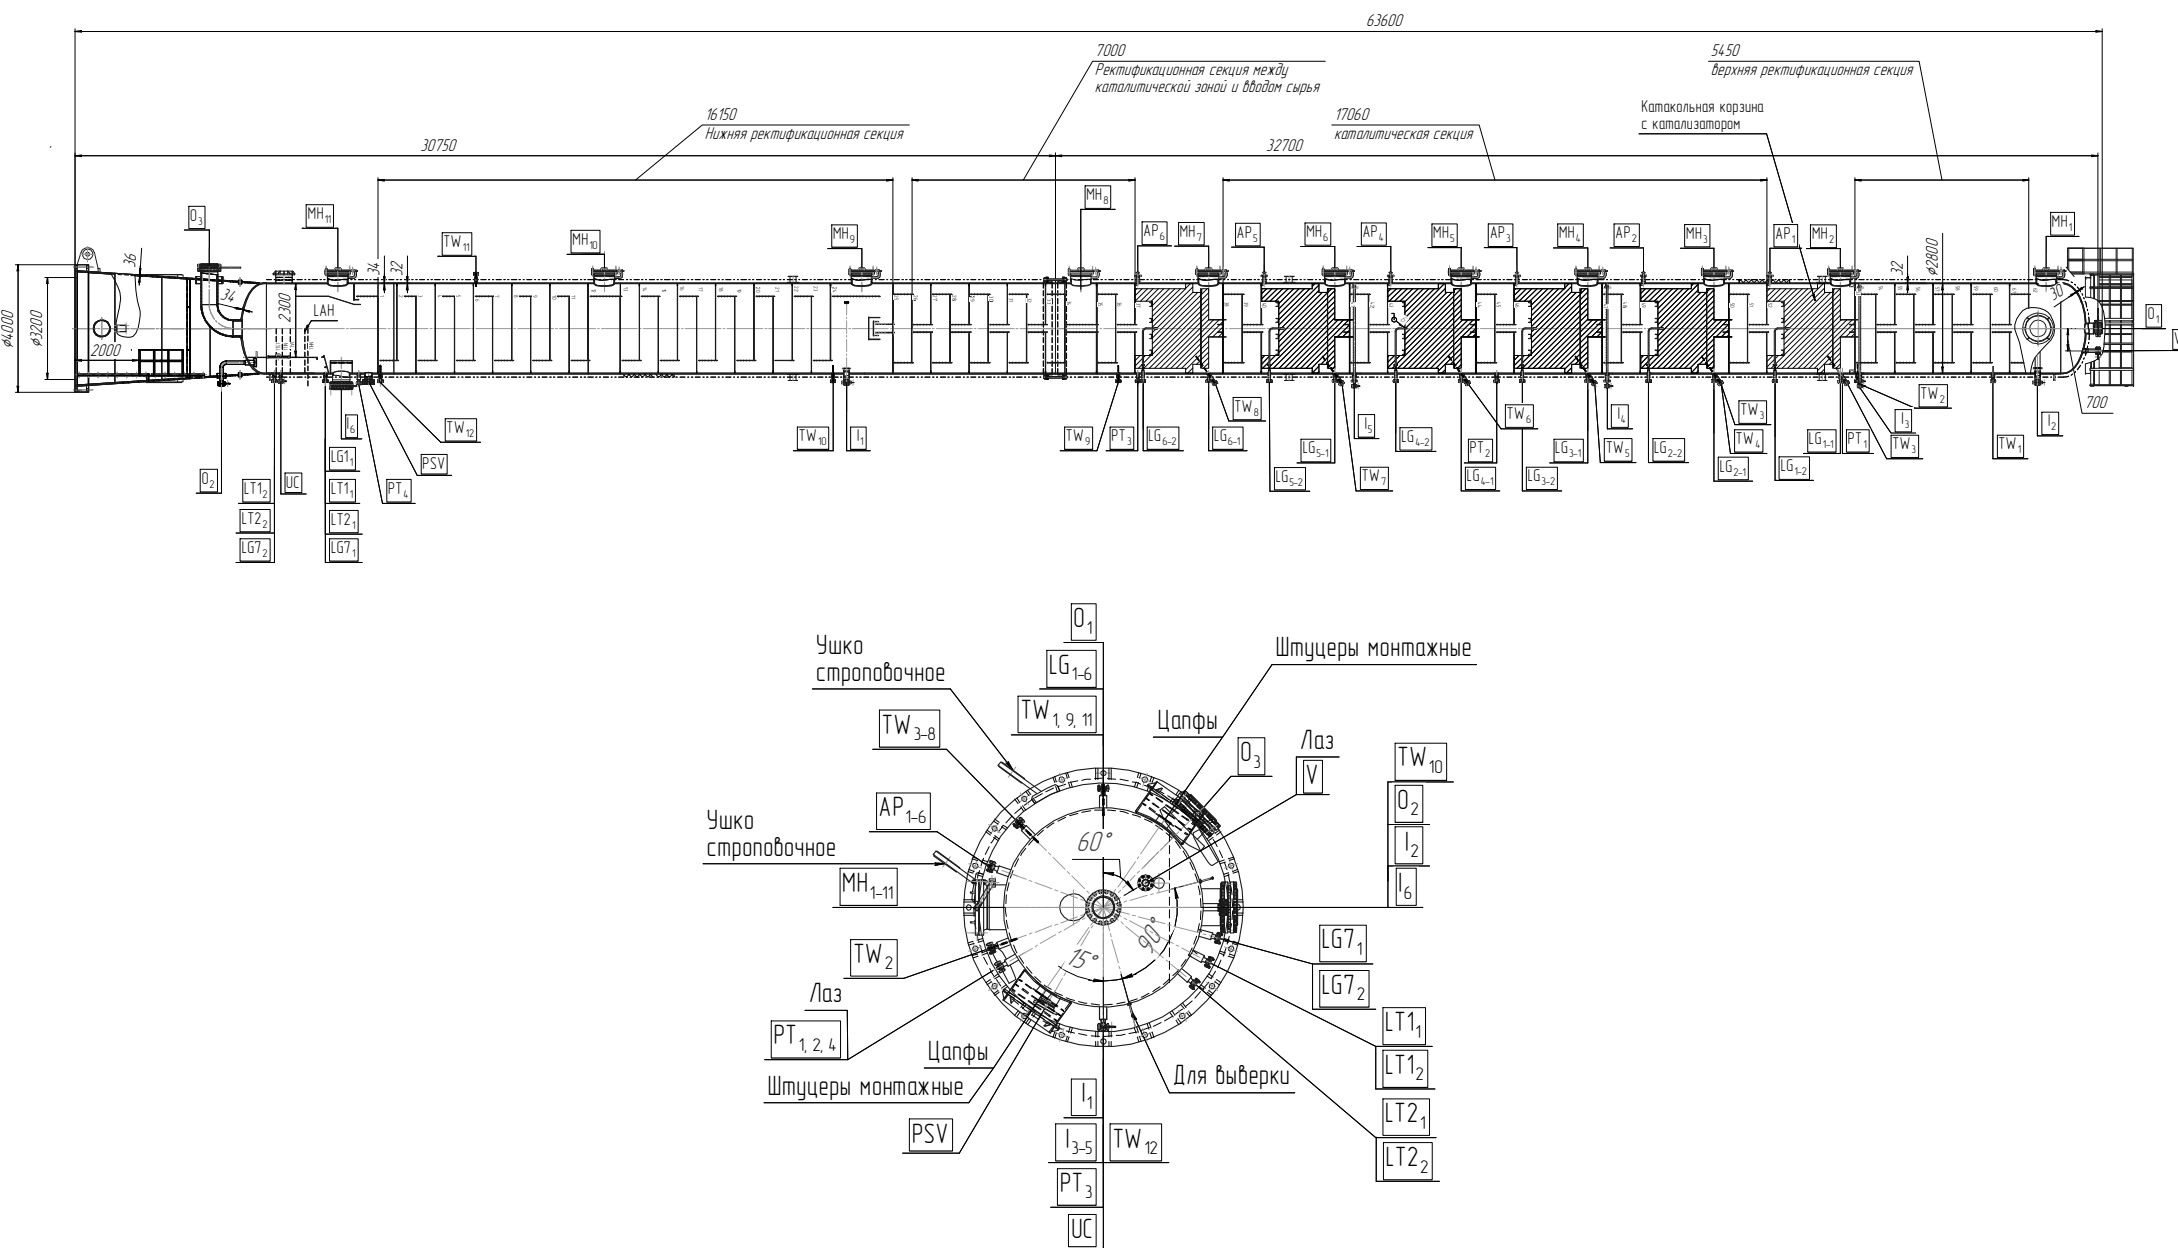 63600
7000
Ректификационная секция между
каталитической зоной и вводом сырья
5450
верхняя ректификационная секция
16150
Нижняя ректификационная секция
17060
каталитическая секция
Катакольная корзина
с катализатором
30750
32700
O3
MH11
TW11
MH10
MH9
MH8
AP6
MH7
AP5
MH6
AP4
MH5
AP3
MH4
AP2
MH3
AP1
MH2
MH1
36
34
32
34
2300
LAH
32
ϕ2800
30
O1
V
ϕ4000
ϕ3200
2000
700
I6
TW12
TW10
I1
TW9
PT3
LG6-2
LG6-1
TW8
I5
LG4-2
TW6
I4
LG2-2
TW3
TW2
I3
I2
O2
LT12
UC
LG11
LT11
PT4
PSV
LG5-1
PT2
LG3-1
TW5
TW4
LG1-1
PT1
TW3
TW1
LG5-2
TW7
LG4-1
LG3-2
LG2-1
LG1-2
LT22
LT21
LG72
LG71
O1
Ушко
строповочное
LG1-6
Штуцеры монтажные
TW3-8
TW1, 9, 11
Цапфы
O3
Лаз
V
TW10
AP1-6
O2
Ушко
строповочное
60°
I2
MH1-11
I6
90°
15°
TW2
LG71
LG72
Лаз
PT1, 2, 4
LT11
Цапфы
LT12
Штуцеры монтажные
Для выверки
I1
LT21
PSV
I3-5
TW12
LT22
PT3
UC